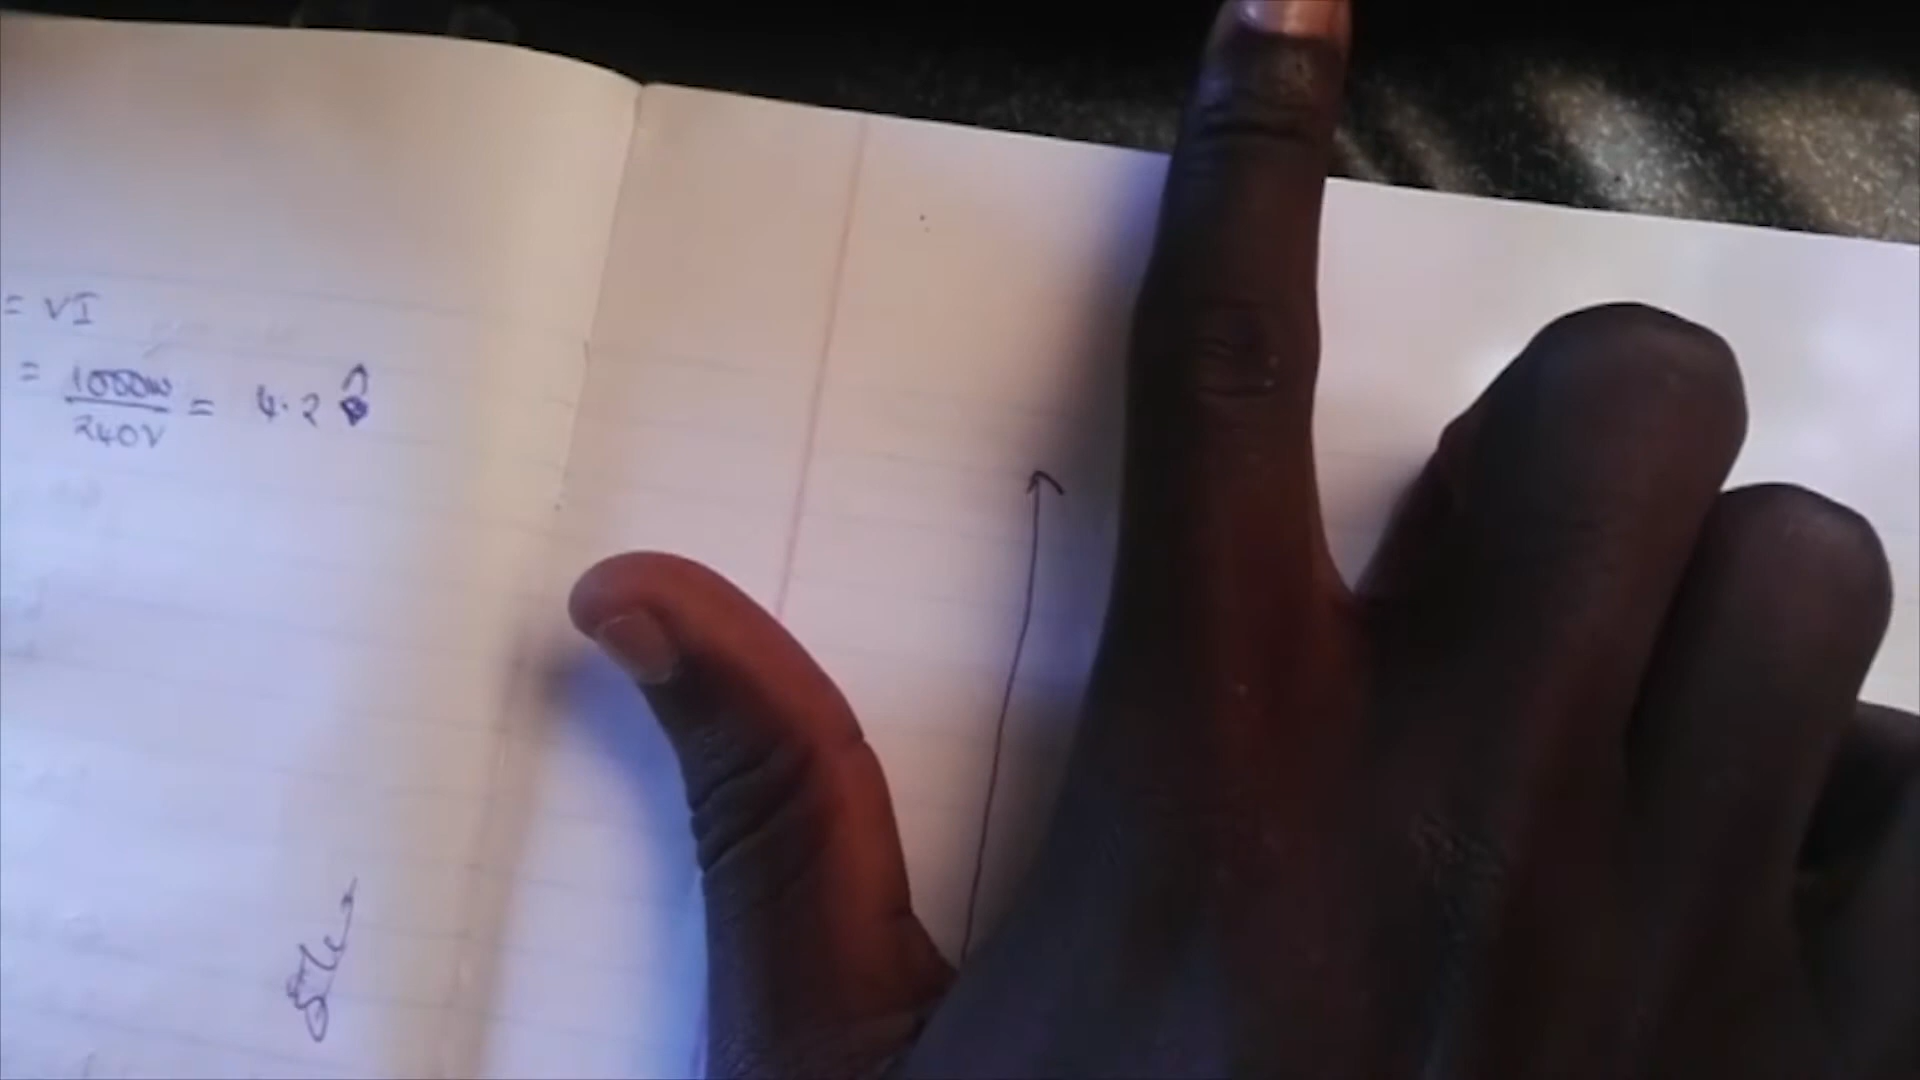 = VI
= 1000W / 240V = 4.2